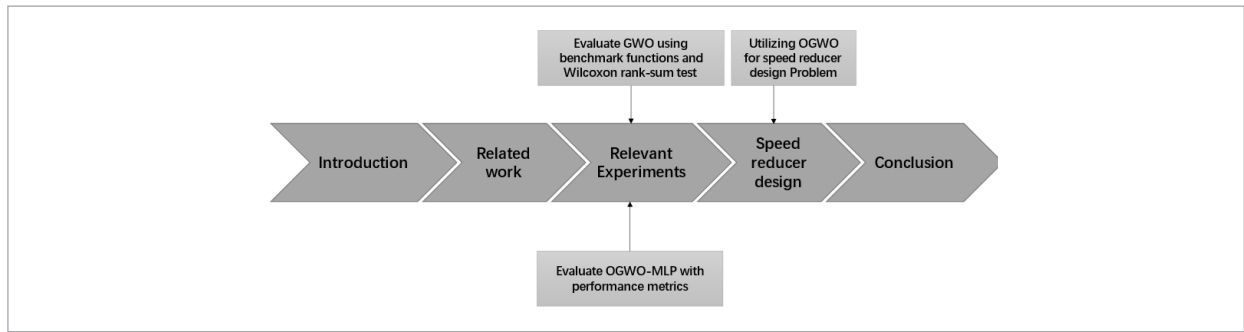 Evaluate GWO using
benchmark functions and
Wilcoxon rank-sum test
Utilizing OGWO
for speed reducer
design Problem
Introduction
Related
work
Relevant
Experiments
Speed
reducer
design
Conclusion
Evaluate OGWO-MLP with
performance metrics